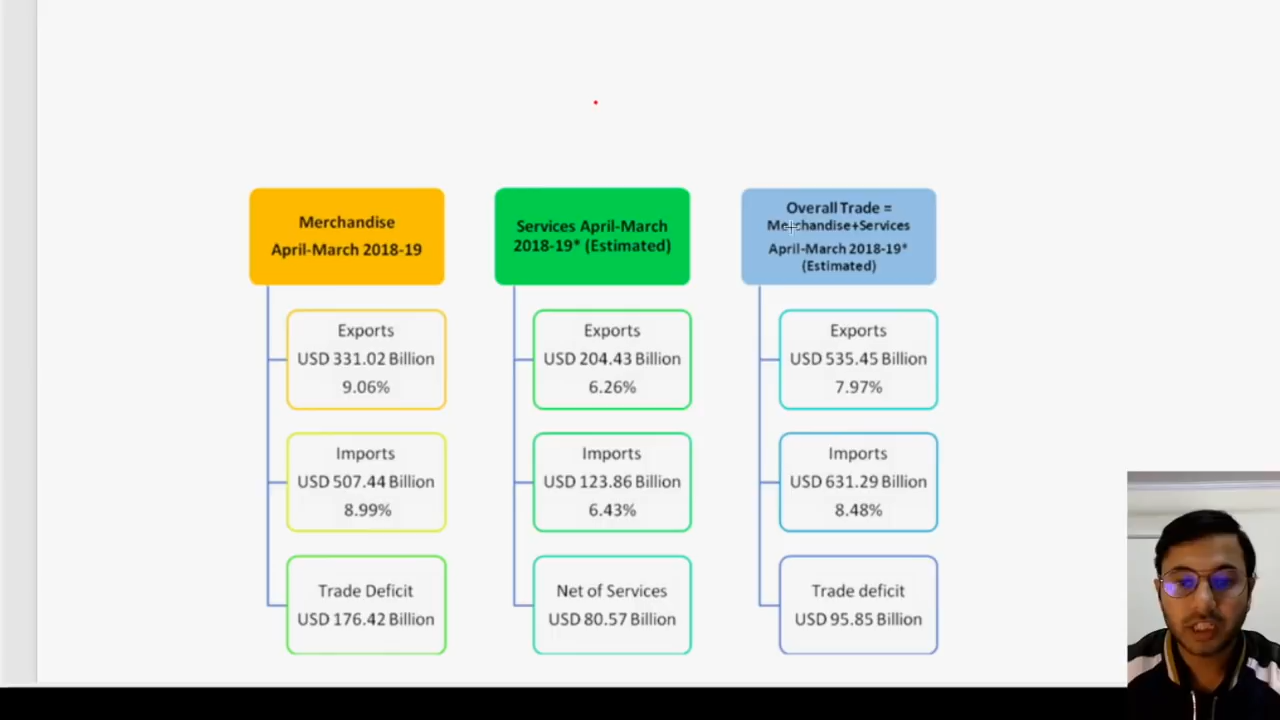 Merchandise
April-March 2018-19
Exports
USD 331.02 Billion
9.06%
Imports
USD 507.44 Billion
8.99%
Trade Deficit
USD 176.42 Billion
Services April-March
2018-19* (Estimated)
Exports
USD 204.43 Billion
6.26%
Imports
USD 123.86 Billion
6.43%
Net of Services
USD 80.57 Billion
Overall Trade =
Merchandise+Services
April-March 2018-19*
(Estimated)
Exports
USD 535.45 Billion
7.97%
Imports
USD 631.29 Billion
8.48%
Trade deficit
USD 95.85 Billion